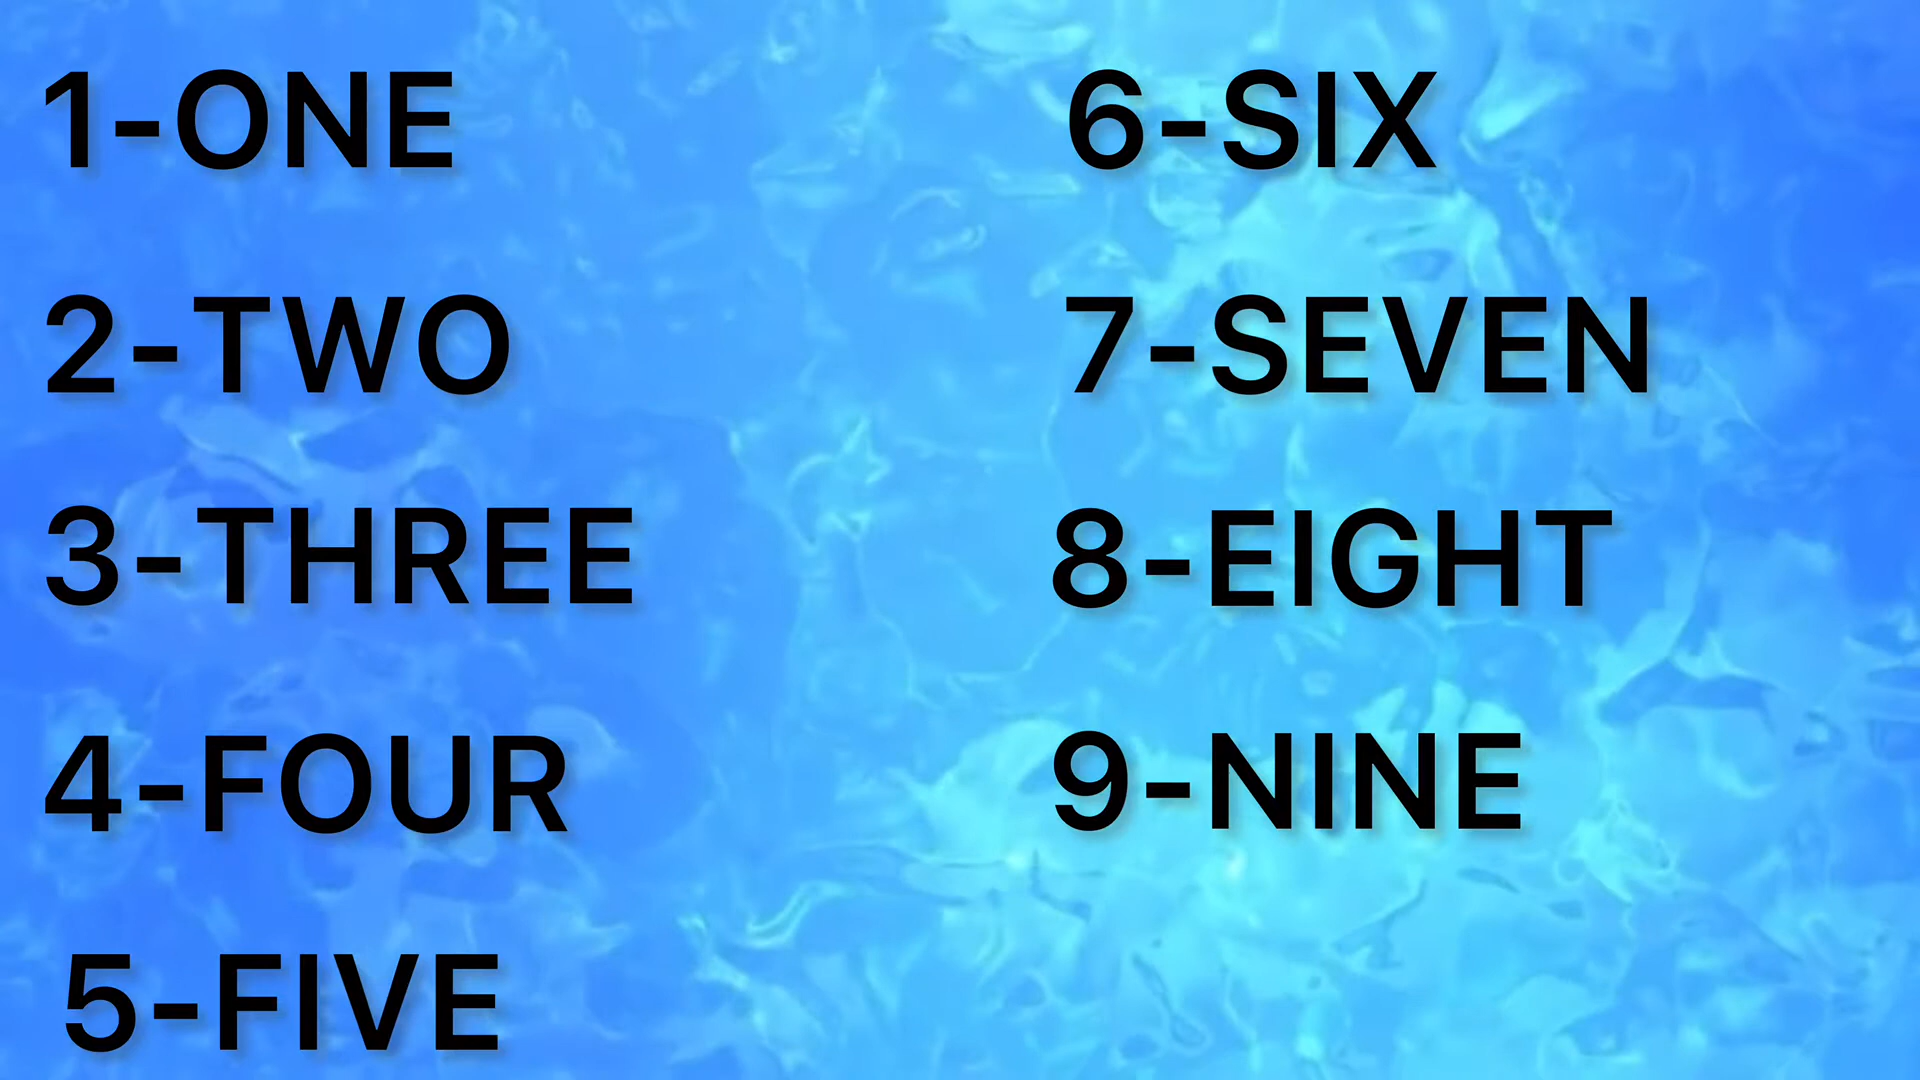 1-ONE
2-TWO
3-THREE
4-FOUR
5-FIVE
6-SIX
7-SEVEN
8-EIGHT
9-NINE